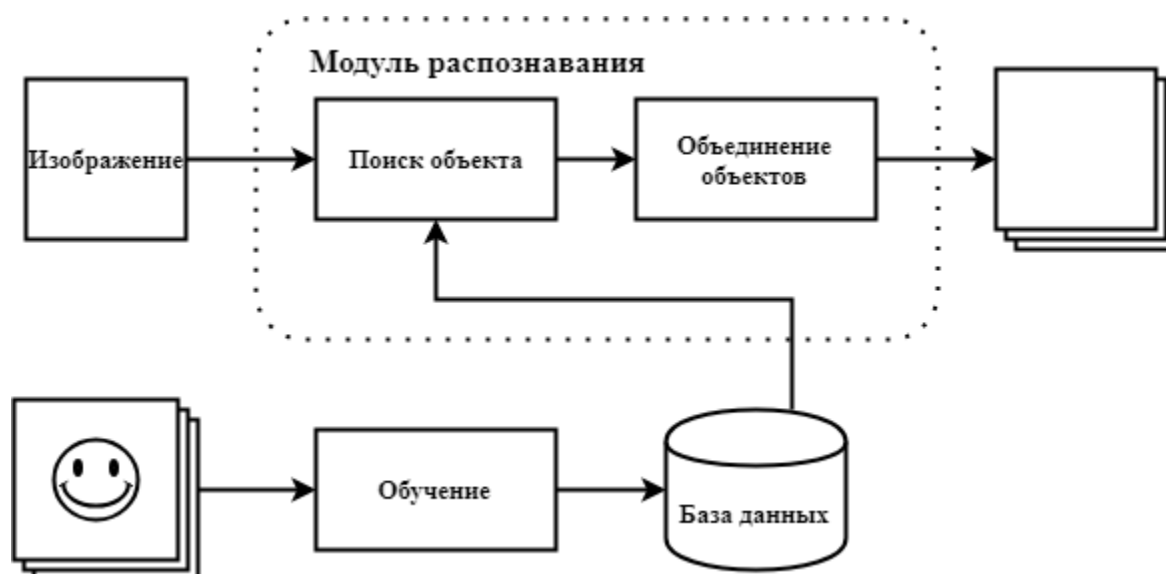 Модуль распознавания
Изображение
Поиск объекта
Объединение
объектов
Обучение
База данных